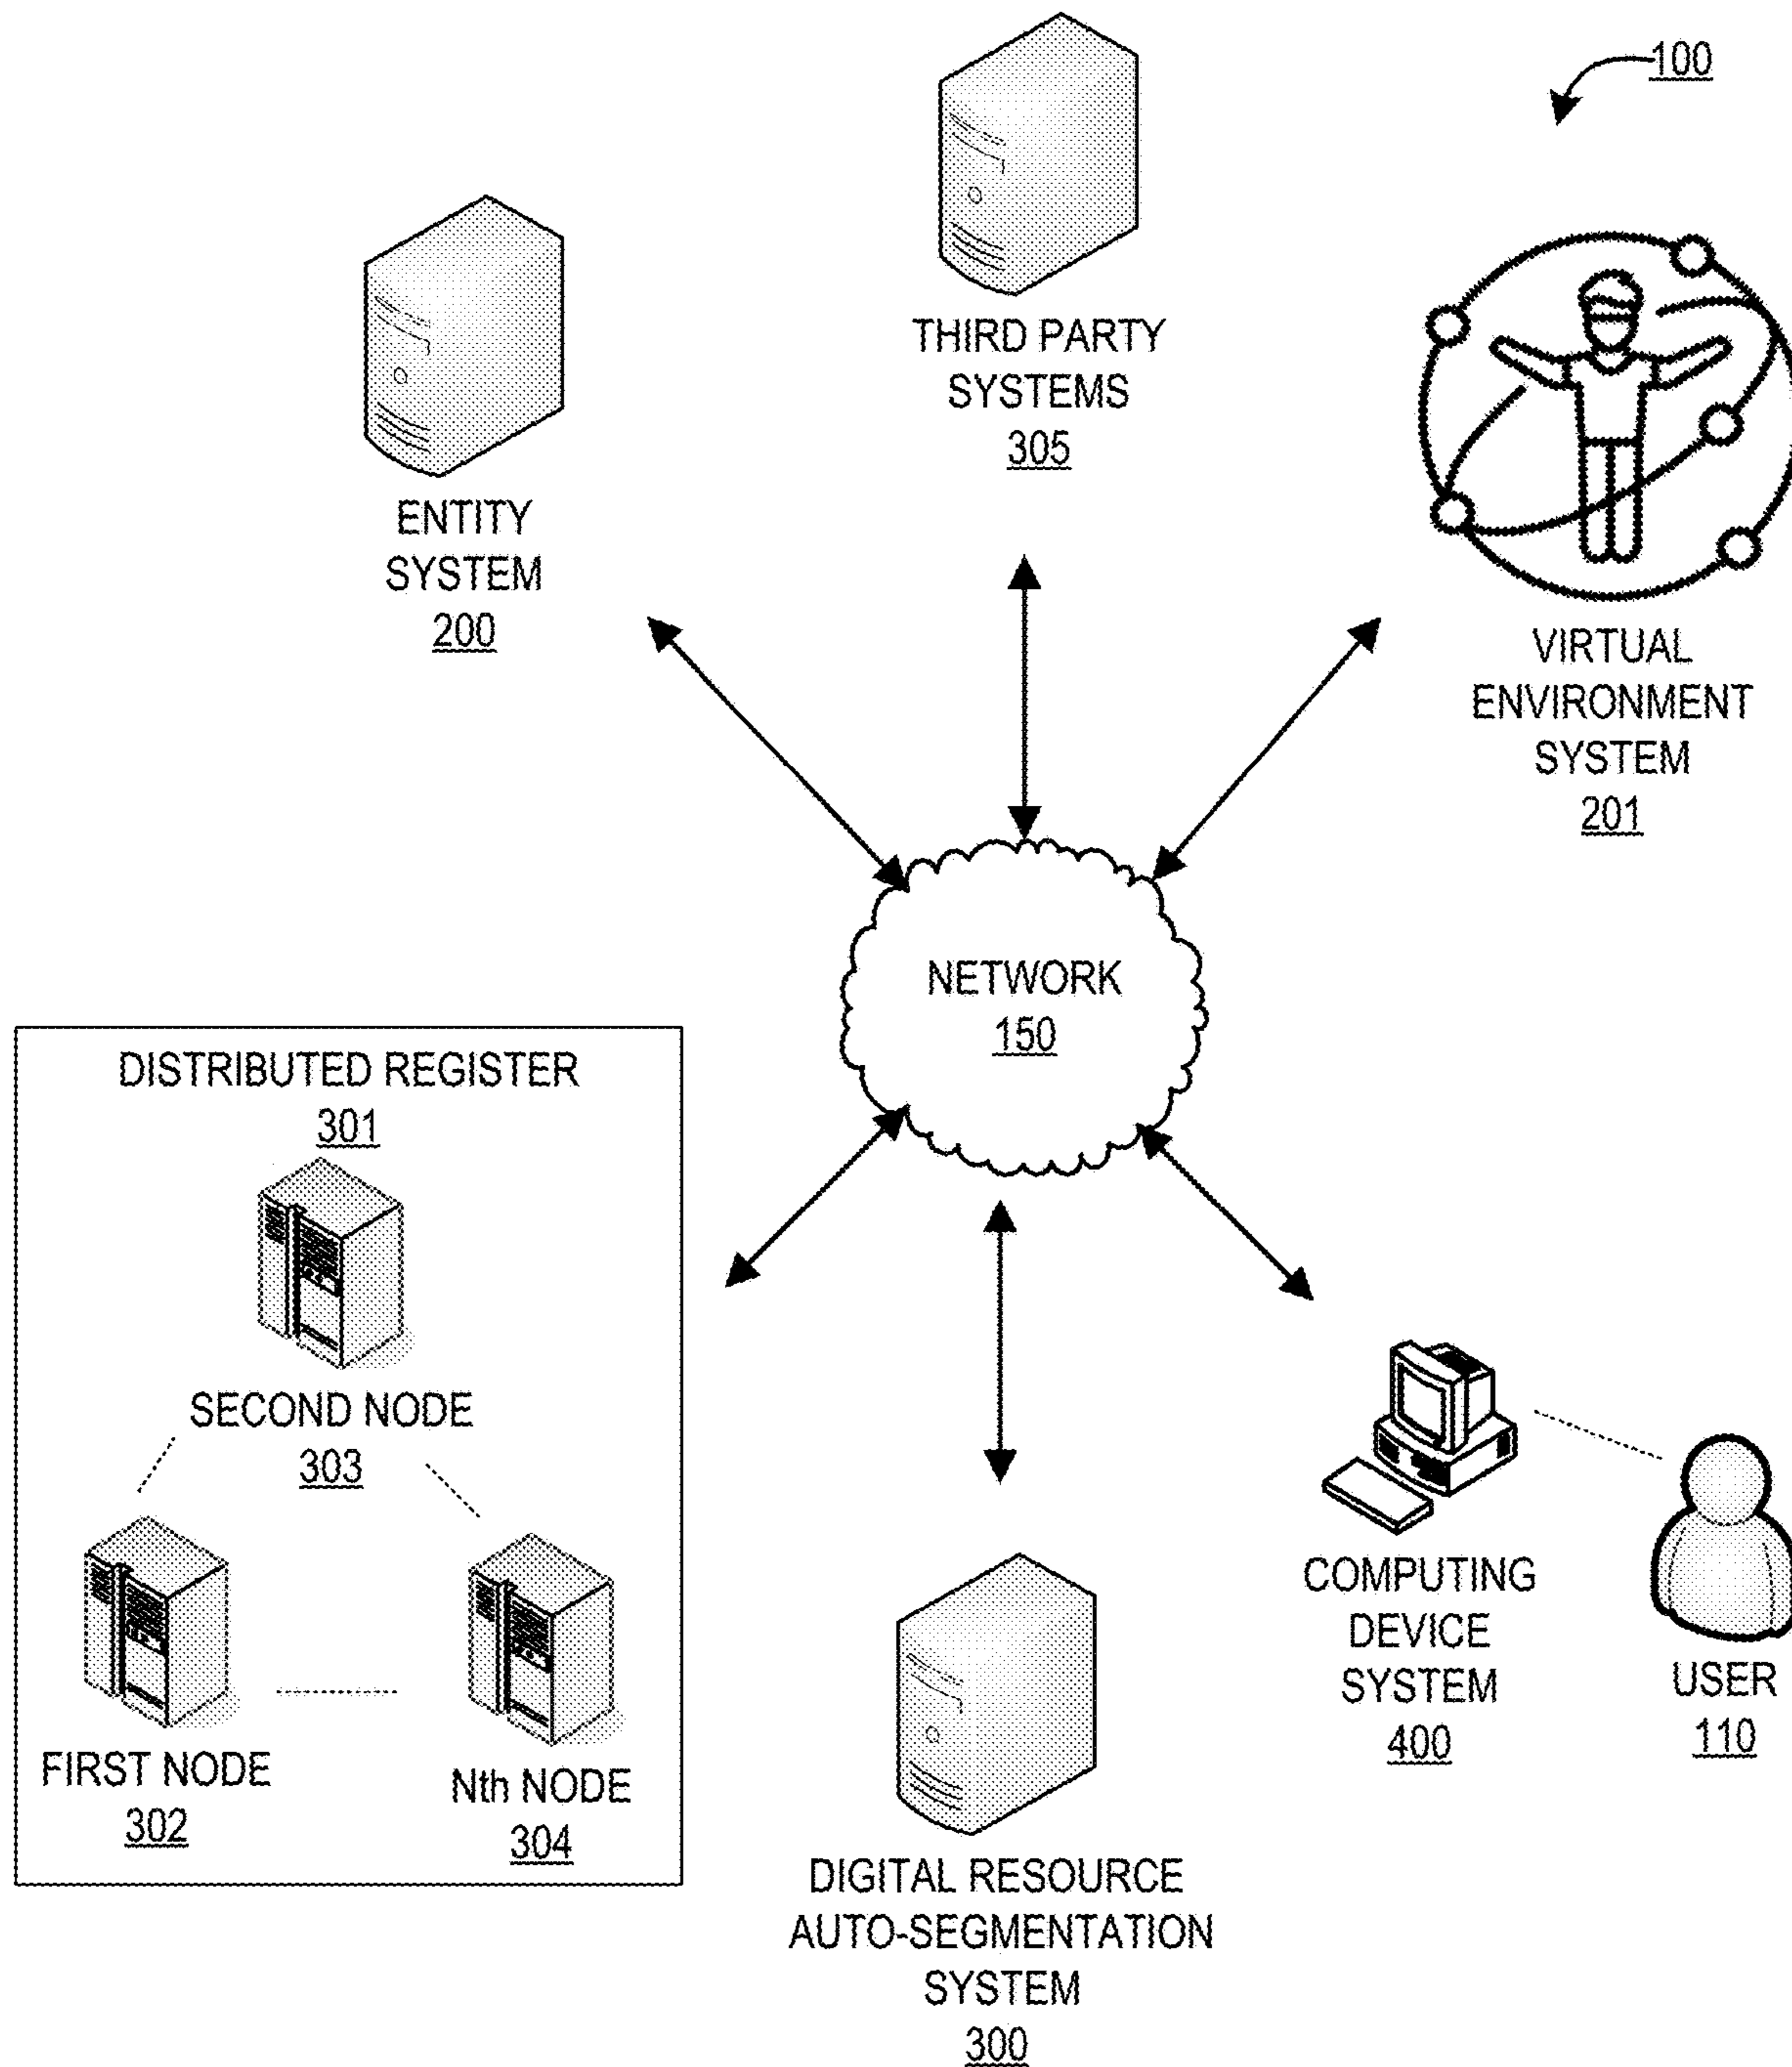 100
THIRD PARTY
SYSTEMS
305
ENTITY
SYSTEM
200
VIRTUAL
ENVIRONMENT
SYSTEM
201
NETWORK
150
DISTRIBUTED REGISTER
301
SECOND NODE
303
FIRST NODE
302
Nth NODE
304
COMPUTING
DEVICE
SYSTEM
400
USER
110
DIGITAL RESOURCE
AUTO-SEGMENTATION
SYSTEM
300